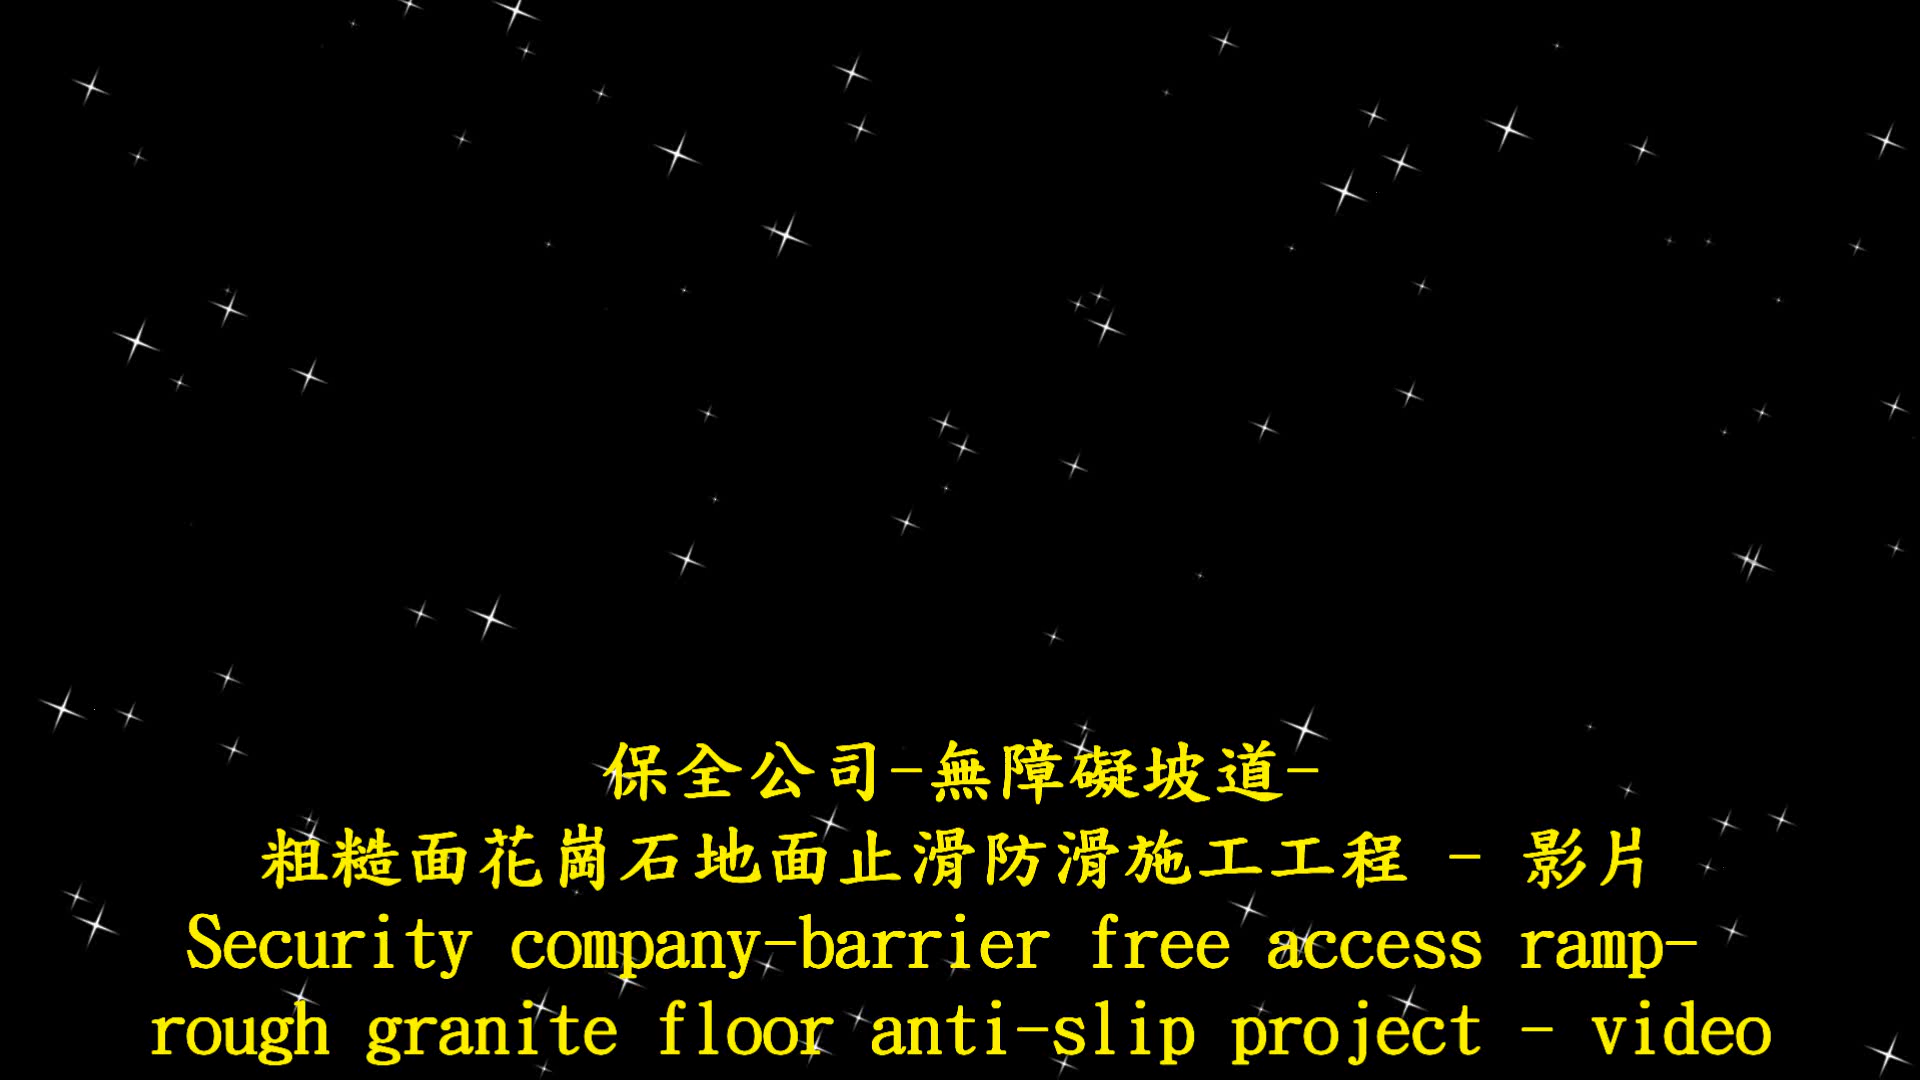 保全公司-無障礙坡道-
粗糙面花崗石地面止滑防滑施工工程 - 影片
Security company-barrier free access ramp-
rough granite floor anti-slip project - video